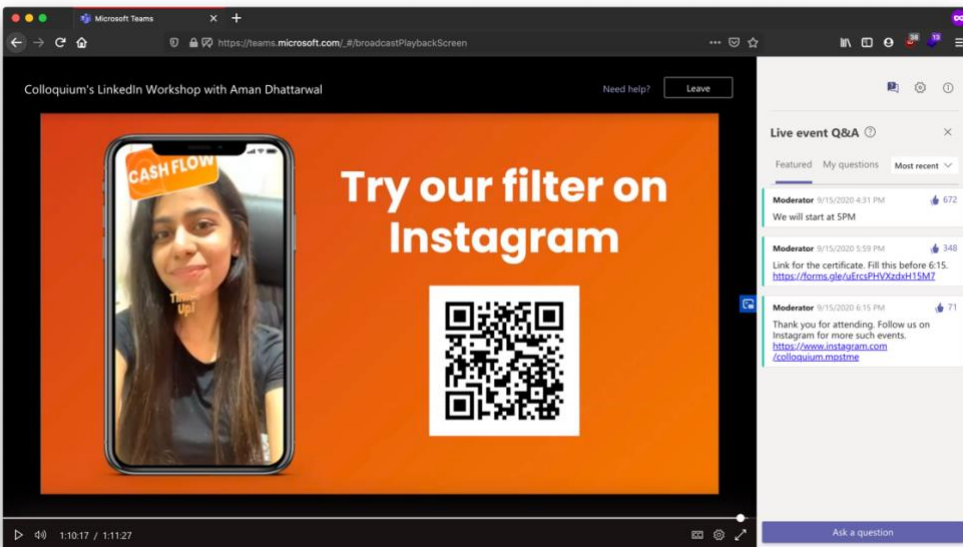 Microsoft Teams
https://teams.microsoft.com/_#/broadcastPlaybackScreen
38
13
Colloquium's LinkedIn Workshop with Aman Dhattarwal
Need help?
Leave
CASH FLOW
Time's
Up!
Try our filter on
Instagram
Live event Q&A
Featured
My questions
Most recent
Moderator 9/15/2020 4:31 PM
672
We will start at 5PM
Moderator 9/15/2020 5:59 PM
348
Link for the certificate. Fill this before 6:15.
https://forms.gle/uErcsPHVXzdxH15M7
Moderator 9/15/2020 6:15 PM
71
Thank you for attending. Follow us on
Instagram for more such events.
https://www.instagram.com
/colloquium.mpstme
1:10:17 / 1:11:27
Ask a question